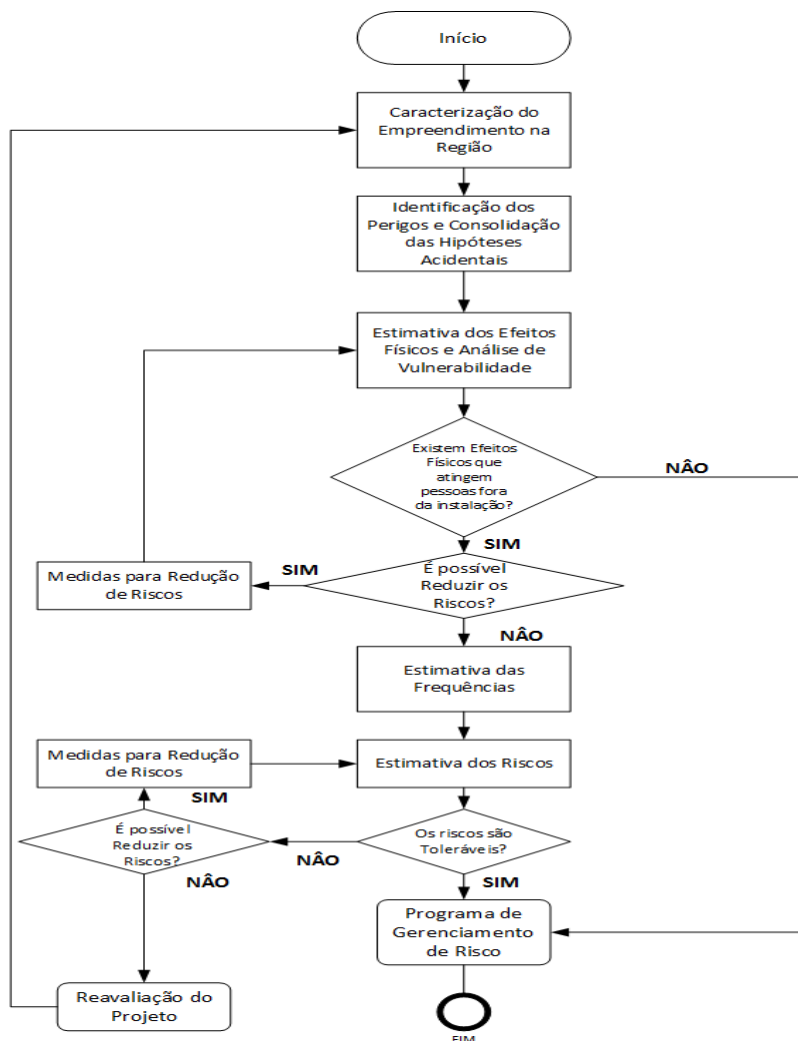 Início
Caracterização do
Empreendimento na
Região
Identificação dos
Perigos e Consolidação
das Hipóteses
Acidentais
Estimativa dos Efeitos
Físicos e Análise de
Vulnerabilidade
Existem Efeitos
Físicos que
atingem
pessoas fora
da instalação?
NÂO
SIM
É possível
Reduzir os
Riscos?
SIM
Medidas para Redução
de Riscos
NÂO
Estimativa das
Frequências
Medidas para Redução
de Riscos
Estimativa dos Riscos
SIM
É possível
Reduzir os
Riscos?
Os riscos são
Toleráveis?
NÂO
NÂO
SIM
Programa de
Gerenciamento
de Risco
Reavaliação do
Projeto
FIM